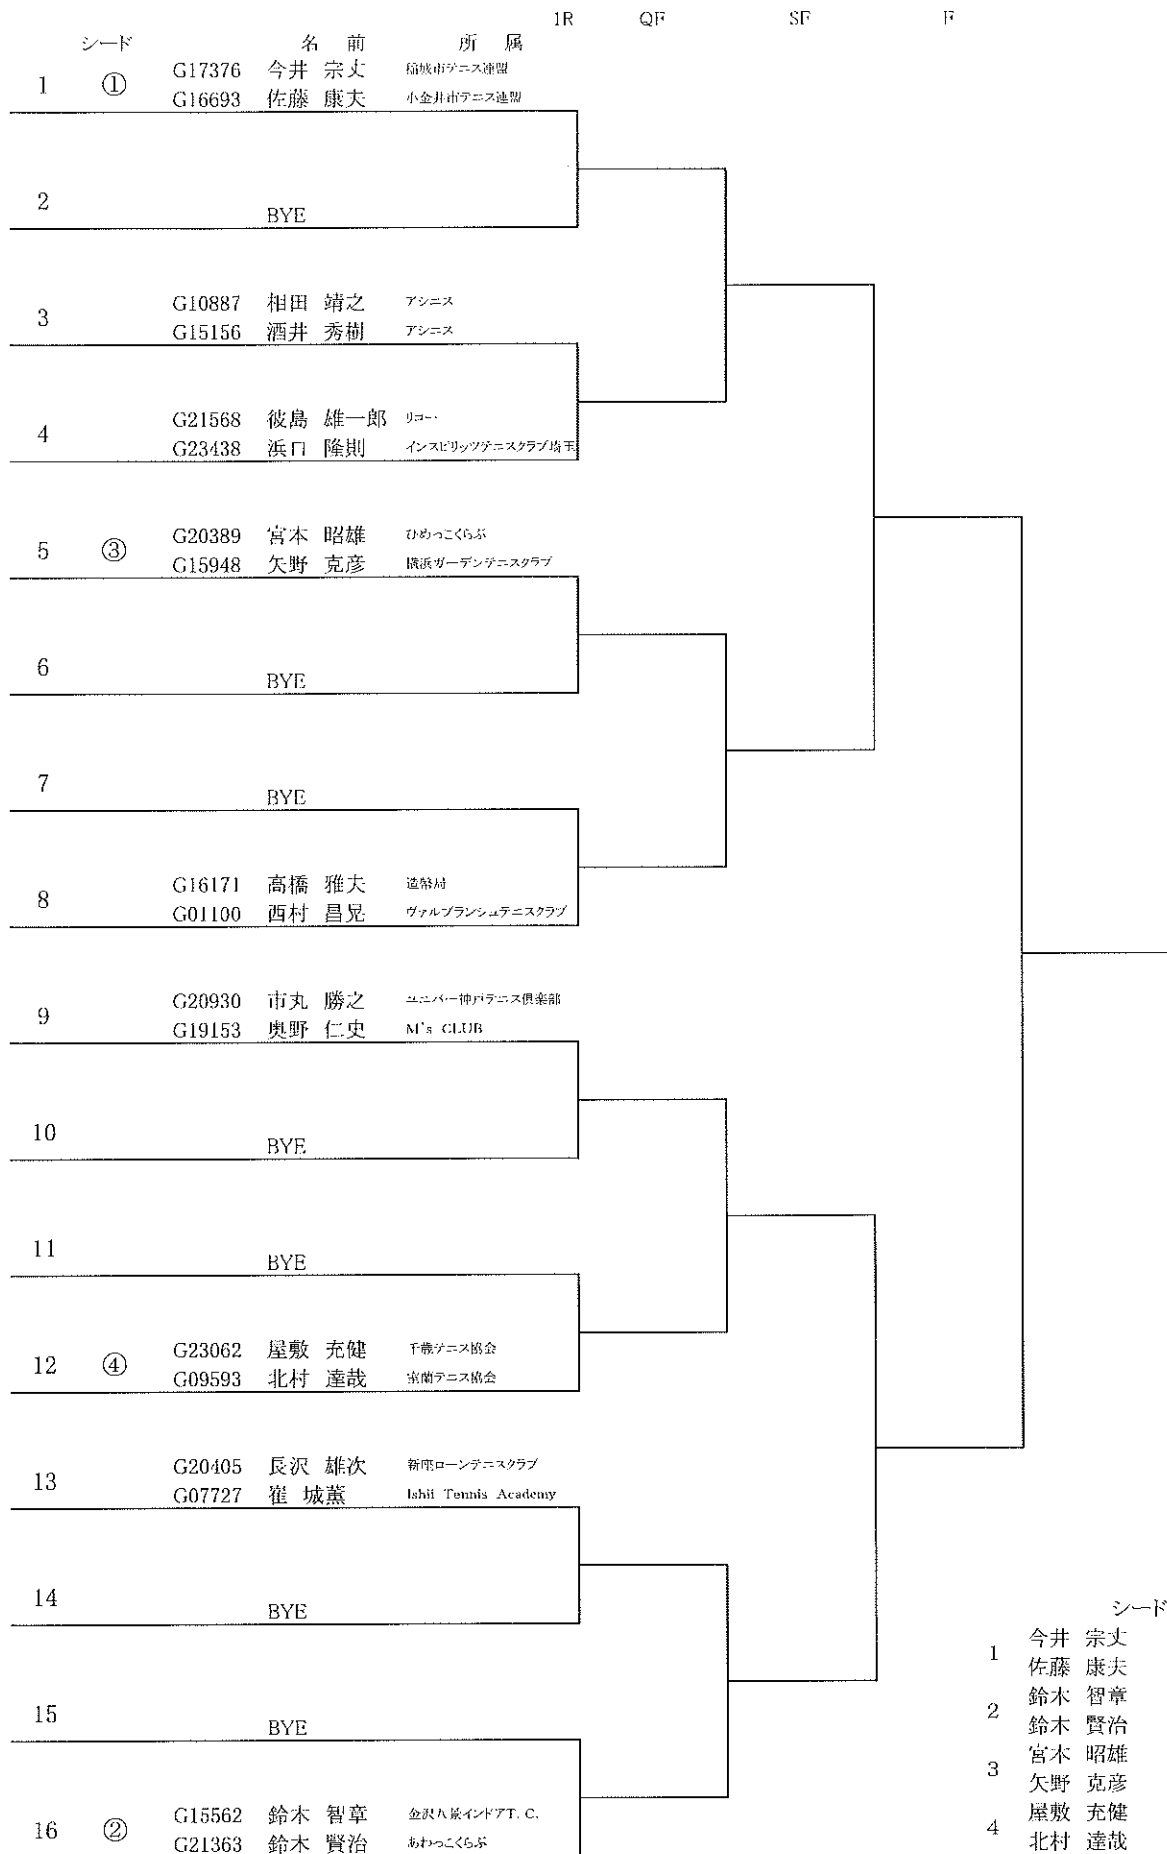 1R QF SF F
シード 名 前 所 属
1 ① G17376 今井 宗丈 稲城市テニス連盟
G16693 佐藤 康夫 小金井市テニス連盟
2 BYE
3 G10887 相田 靖之 アシニス
G15156 酒井 秀樹 アシニス
4 G21568 彼島 雄一郎 リコー
G23438 浜口 隆則 インスピリッツテニスクラブ埼玉
5 ③ G20389 宮本 昭雄 ひめっこくらぶ
G15948 矢野 克彦 横浜ガーデンテニスクラブ
6 BYE
7 BYE
8 G16171 高橋 雅夫 造幣局
G01100 西村 昌晃 ヴァルブランシュテニスクラブ
9 G20930 市丸 勝之 ユニバー神戸テニス倶楽部
G19153 奥野 仁史 M's CLUB
10 BYE
11 BYE
12 ④ G23062 屋敷 充健 千歳テニス協会
G09593 北村 達哉 室蘭テニス協会
13 G20405 長沢 雄次 新座ローンテニスクラブ
G07727 崔 城薫 Ishii Tennis Academy
14 BYE
15 BYE
16 ② G15562 鈴木 智章 金沢八景インドアT.C.
G21363 鈴木 賢治 あわっこくらぶ
シード
1 今井 宗丈
佐藤 康夫
2 鈴木 智章
鈴木 賢治
3 宮本 昭雄
矢野 克彦
4 屋敷 充健
北村 達哉